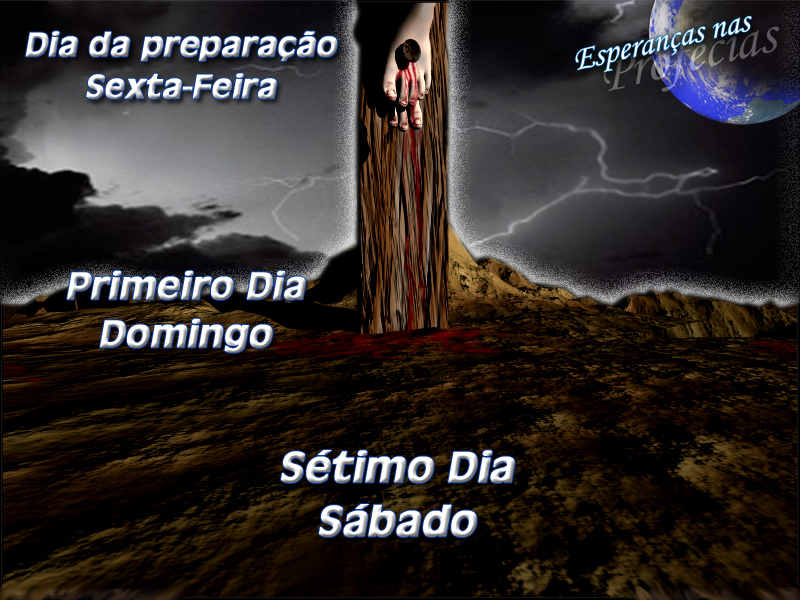 Dia da preparação
Sexta-Feira
Esperanças nas
Profecias
Primeiro Dia
Domingo
Sétimo Dia
Sábado